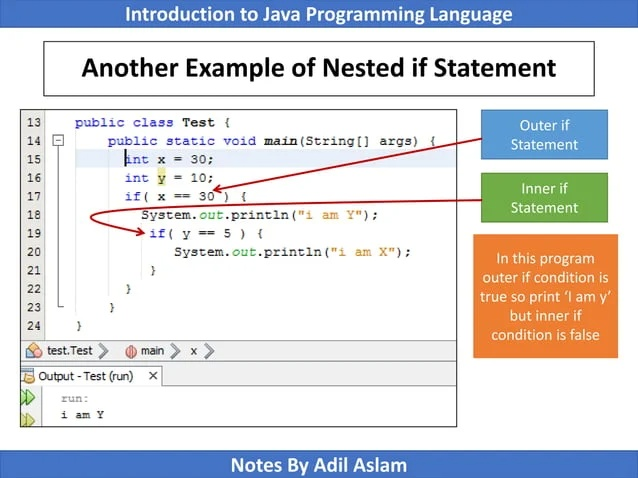 Introduction to Java Programming Language
Another Example of Nested if Statement
13 public class Test {
14 public static void main(String[] args) {
15 int x = 30;
16 int y = 10;
17 if( x == 30 ) {
18 System.out.println("i am Y");
19 if( y == 5 ) {
20 System.out.println("i am X");
21 }
22 }
23 }
24 }
test.Test
main
x
Output - Test (run)
run:
i am Y
Outer if
Statement
Inner if
Statement
In this program
outer if condition is
true so print ‘I am y’
but inner if
condition is false
Notes By Adil Aslam